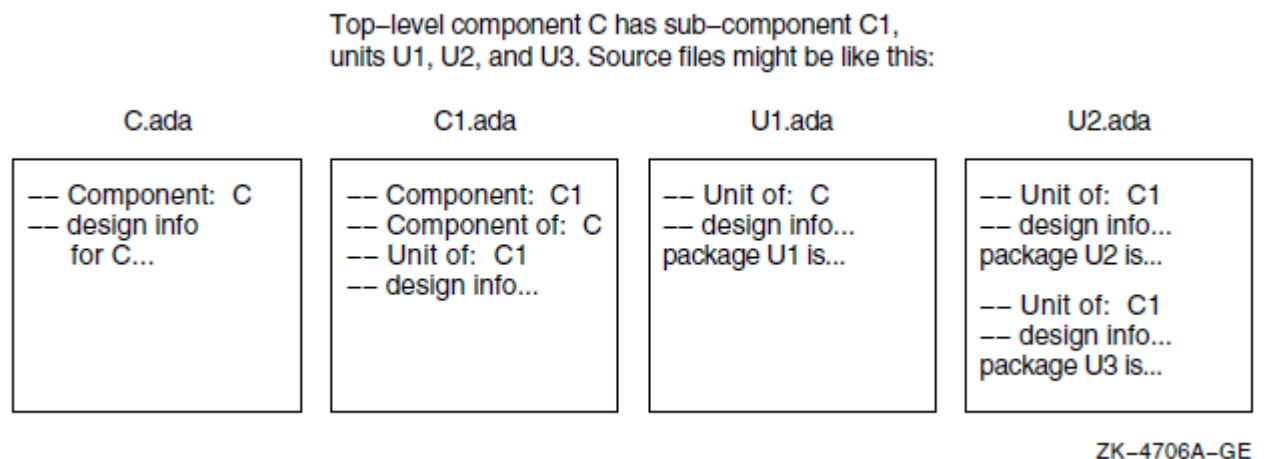 Top–level component C has sub–component C1,
units U1, U2, and U3. Source files might be like this:
C.ada
–– Component: C
–– design info
for C...
C1.ada
–– Component: C1
–– Component of: C
–– Unit of: C1
–– design info...
U1.ada
–– Unit of: C
–– design info...
package U1 is...
U2.ada
–– Unit of: C1
–– design info...
package U2 is...
–– Unit of: C1
–– design info...
package U3 is...
ZK–4706A–GE